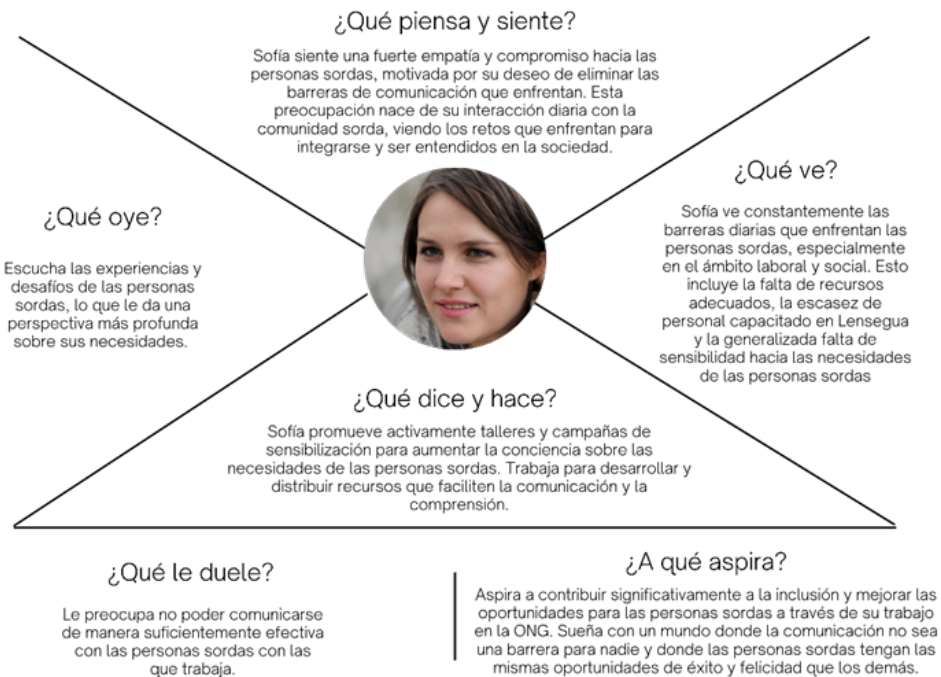 ¿Qué piensa y siente?
Sofía siente una fuerte empatía y compromiso hacia las
personas sordas, motivada por su deseo de eliminar las
barreras de comunicación que enfrentan. Esta
preocupación nace de su interacción diaria con la
comunidad sorda, viendo los retos que enfrentan para
integrarse y ser entendidos en la sociedad.
¿Qué oye?
Escucha las experiencias y
desafíos de las personas
sordas, lo que le da una
perspectiva más profunda
sobre sus necesidades.
¿Qué ve?
Sofía ve constantemente las
barreras diarias que enfrentan las
personas sordas, especialmente
en el ámbito laboral y social. Esto
incluye la falta de recursos
adecuados, la escasez de
personal capacitado en Lensegua
y la generalizada falta de
sensibilidad hacia las necesidades
de las personas sordas
¿Qué dice y hace?
Sofía promueve activamente talleres y campañas de
sensibilización para aumentar la conciencia sobre las
necesidades de las personas sordas. Trabaja para desarrollar y
distribuir recursos que faciliten la comunicación y la
comprensión.
¿Qué le duele?
Le preocupa no poder comunicarse
de manera suficientemente efectiva
con las personas sordas con las
que trabaja.
¿A qué aspira?
Aspira a contribuir significativamente a la inclusión y mejorar las
oportunidades para las personas sordas a través de su trabajo
en la ONG. Sueña con un mundo donde la comunicación no sea
una barrera para nadie y donde las personas sordas tengan las
mismas oportunidades de éxito y felicidad que los demás.